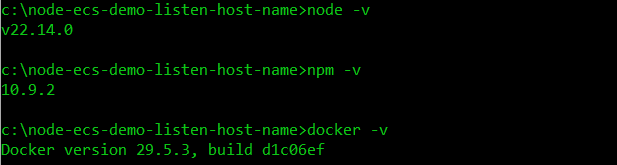 c:\node-ecs-demo-listen-host-name>node -v
v22.14.0
c:\node-ecs-demo-listen-host-name>npm -v
10.9.2
c:\node-ecs-demo-listen-host-name>docker -v
Docker version 29.5.3, build d1c06ef